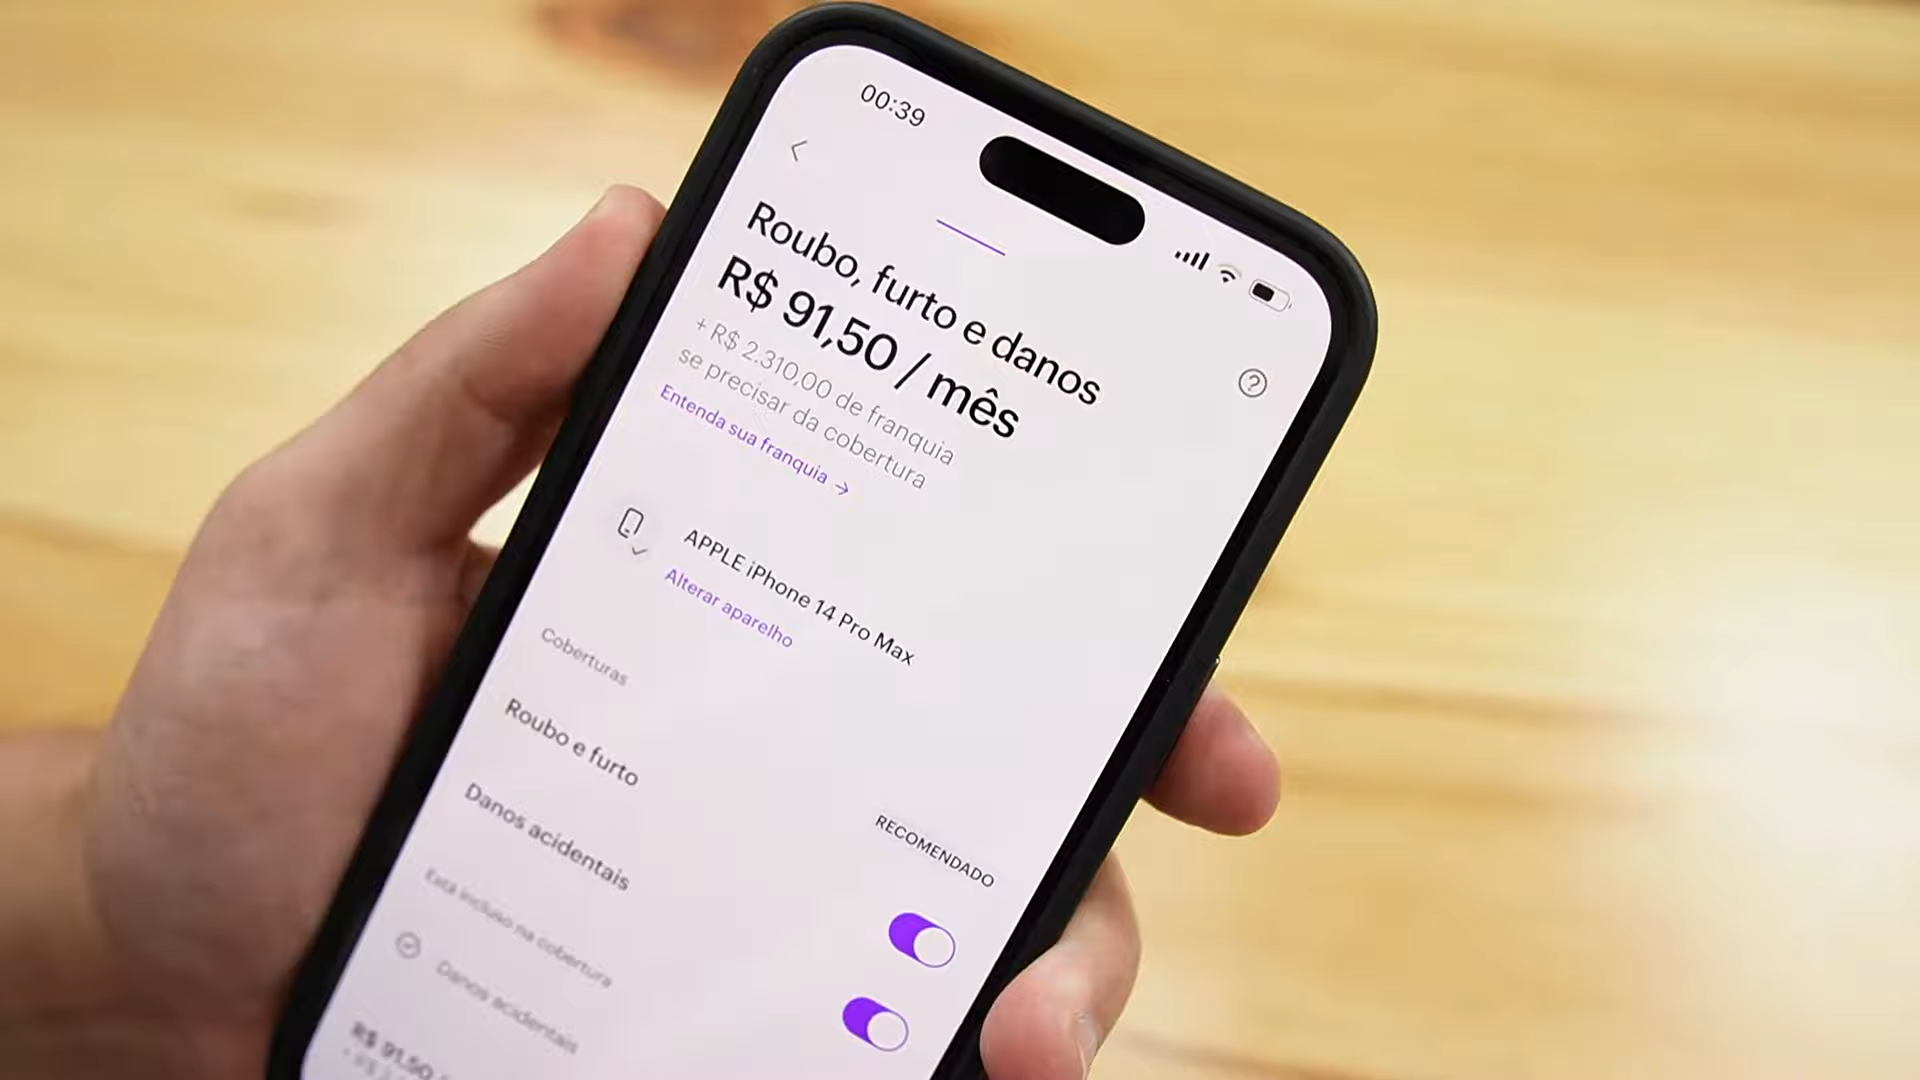 00:39
Roubo, furto e danos
R$ 91,50 / mês
+ R$ 2.310,00 de franquia
se precisar da cobertura
Entenda sua franquia →
APPLE iPhone 14 Pro Max
Alterar aparelho
Coberturas
Roubo e furto
RECOMENDADO
Danos acidentais
Está incluso na cobertura
Danos acidentais
R$ 91,50